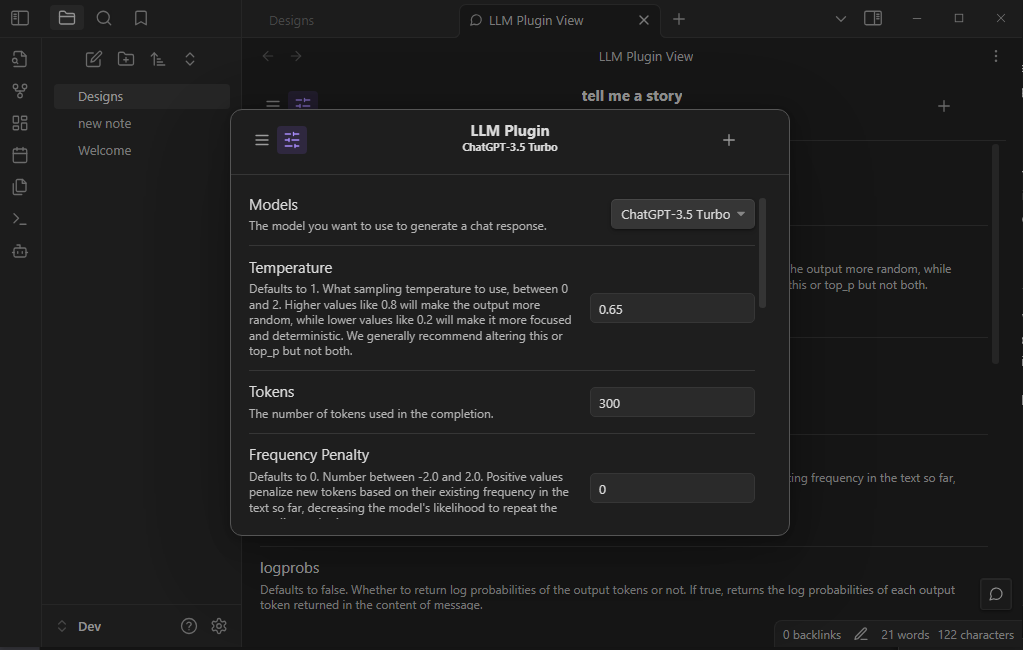 Designs
LLM Plugin View
LLM Plugin View
Designs
new note
Welcome
tell me a story
LLM Plugin
ChatGPT-3.5 Turbo
Models
The model you want to use to generate a chat response.
ChatGPT-3.5 Turbo
Temperature
Defaults to 1. What sampling temperature to use, between 0
and 2. Higher values like 0.8 will make the output more
random, while lower values like 0.2 will make it more focused
and deterministic. We generally recommend altering this or
top_p but not both.
0.65
he output more random, while
this or top_p but not both.
Tokens
The number of tokens used in the completion.
300
Frequency Penalty
Defaults to 0. Number between -2.0 and 2.0. Positive values
penalize new tokens based on their existing frequency in the
text so far, decreasing the model's likelihood to repeat the
0
ing frequency in the text so far,
logprobs
Defaults to false. Whether to return log probabilities of the output tokens or not. If true, returns the log probabilities of each output
token returned in the content of message.
Dev
0 backlinks
21 words
122 characters